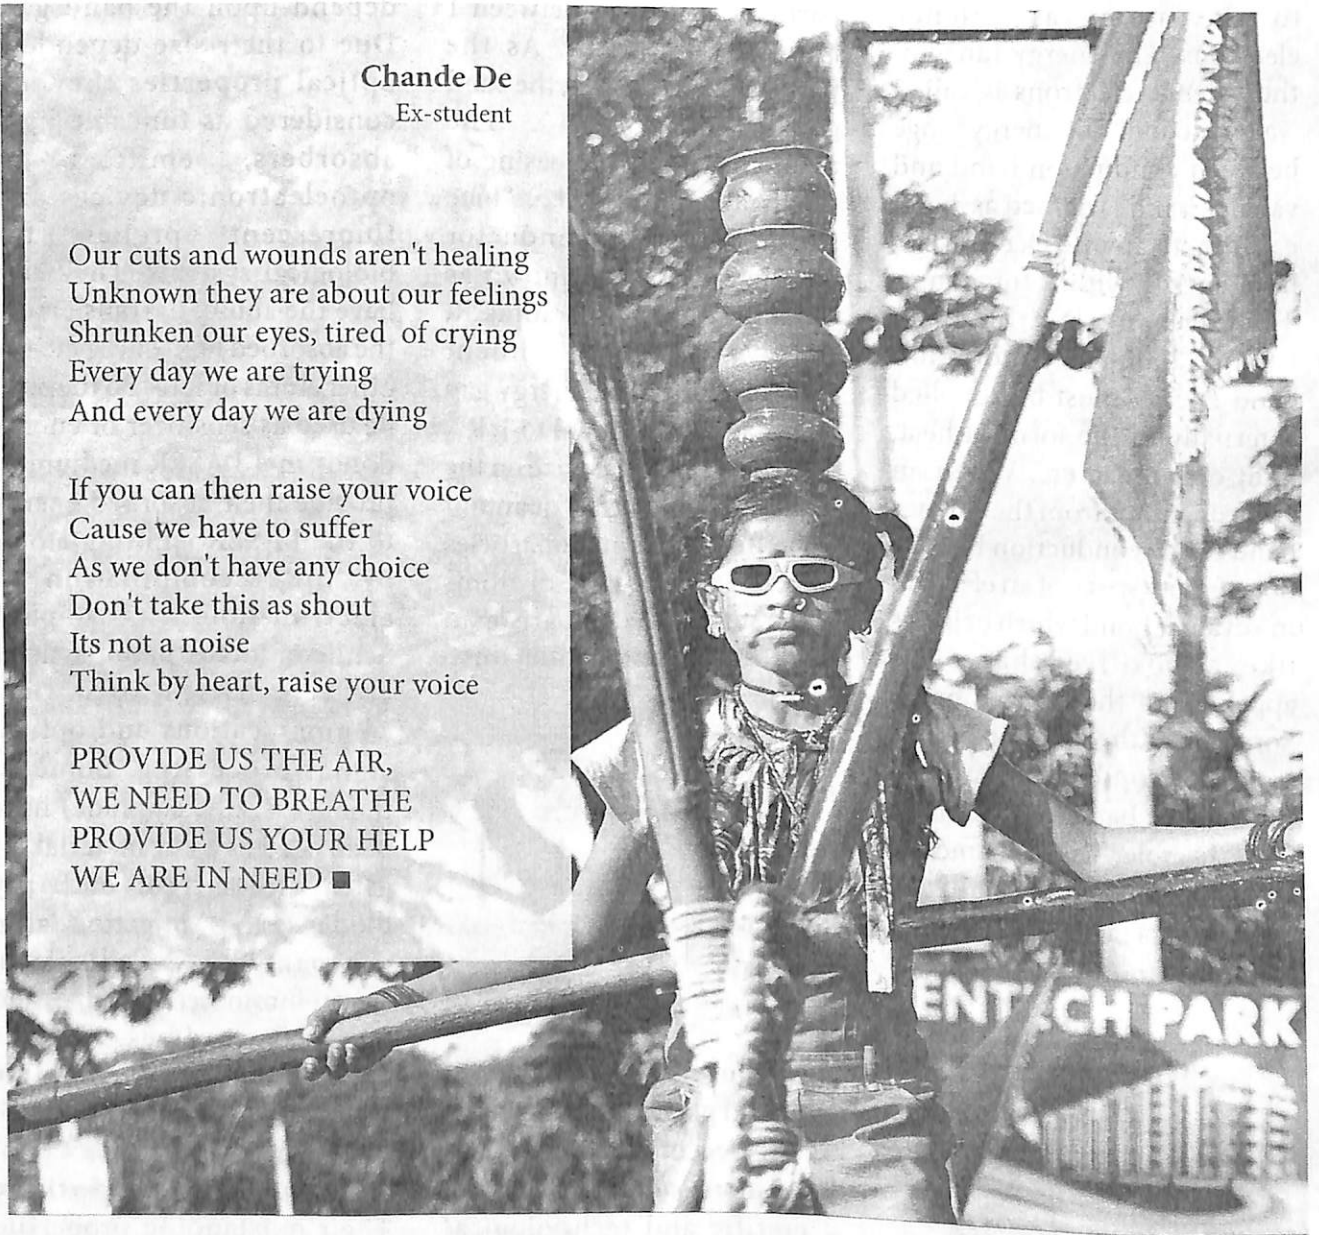 Chande De
Ex-student
Our cuts and wounds aren't healing
Unknown they are about our feelings
Shrunken our eyes, tired of crying
Every day we are trying
And every day we are dying
If you can then raise your voice
Cause we have to suffer
As we don't have any choice
Don't take this as shout
Its not a noise
Think by heart, raise your voice
PROVIDE US THE AIR,
WE NEED TO BREATHE
PROVIDE US YOUR HELP
WE ARE IN NEED ■
PARK